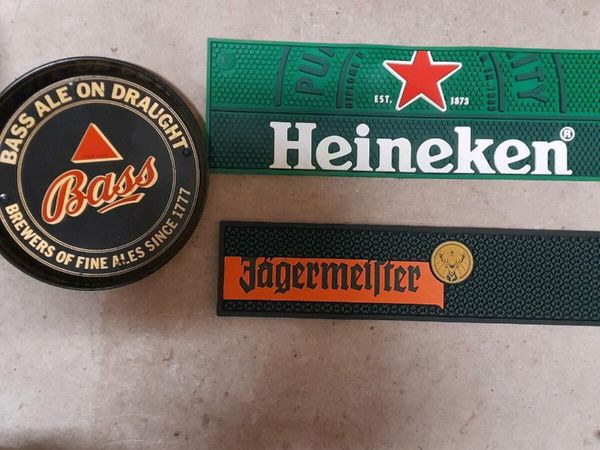 BASS ALE ON DRAUGHT
Bass
BREWERS OF FINE ALES SINCE 1777
EST. 1873
Heineken®
Jägermeiſter